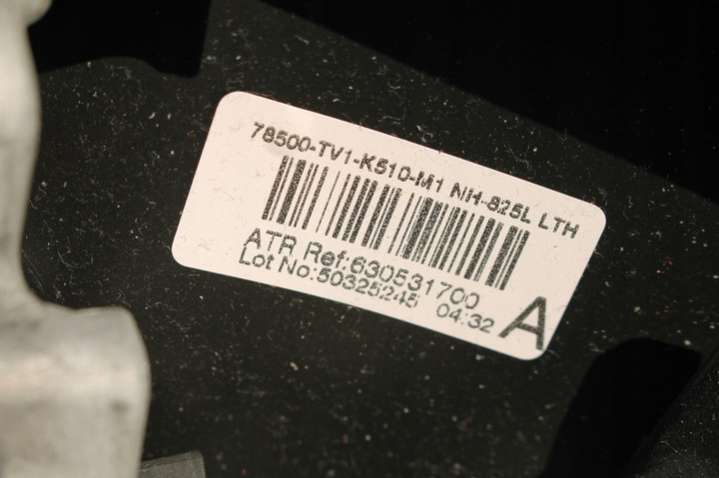 78500-TV1-K510-M1 NH-825L LTH
ATR Ref:630531700
Lot No:50325245 04:32 A